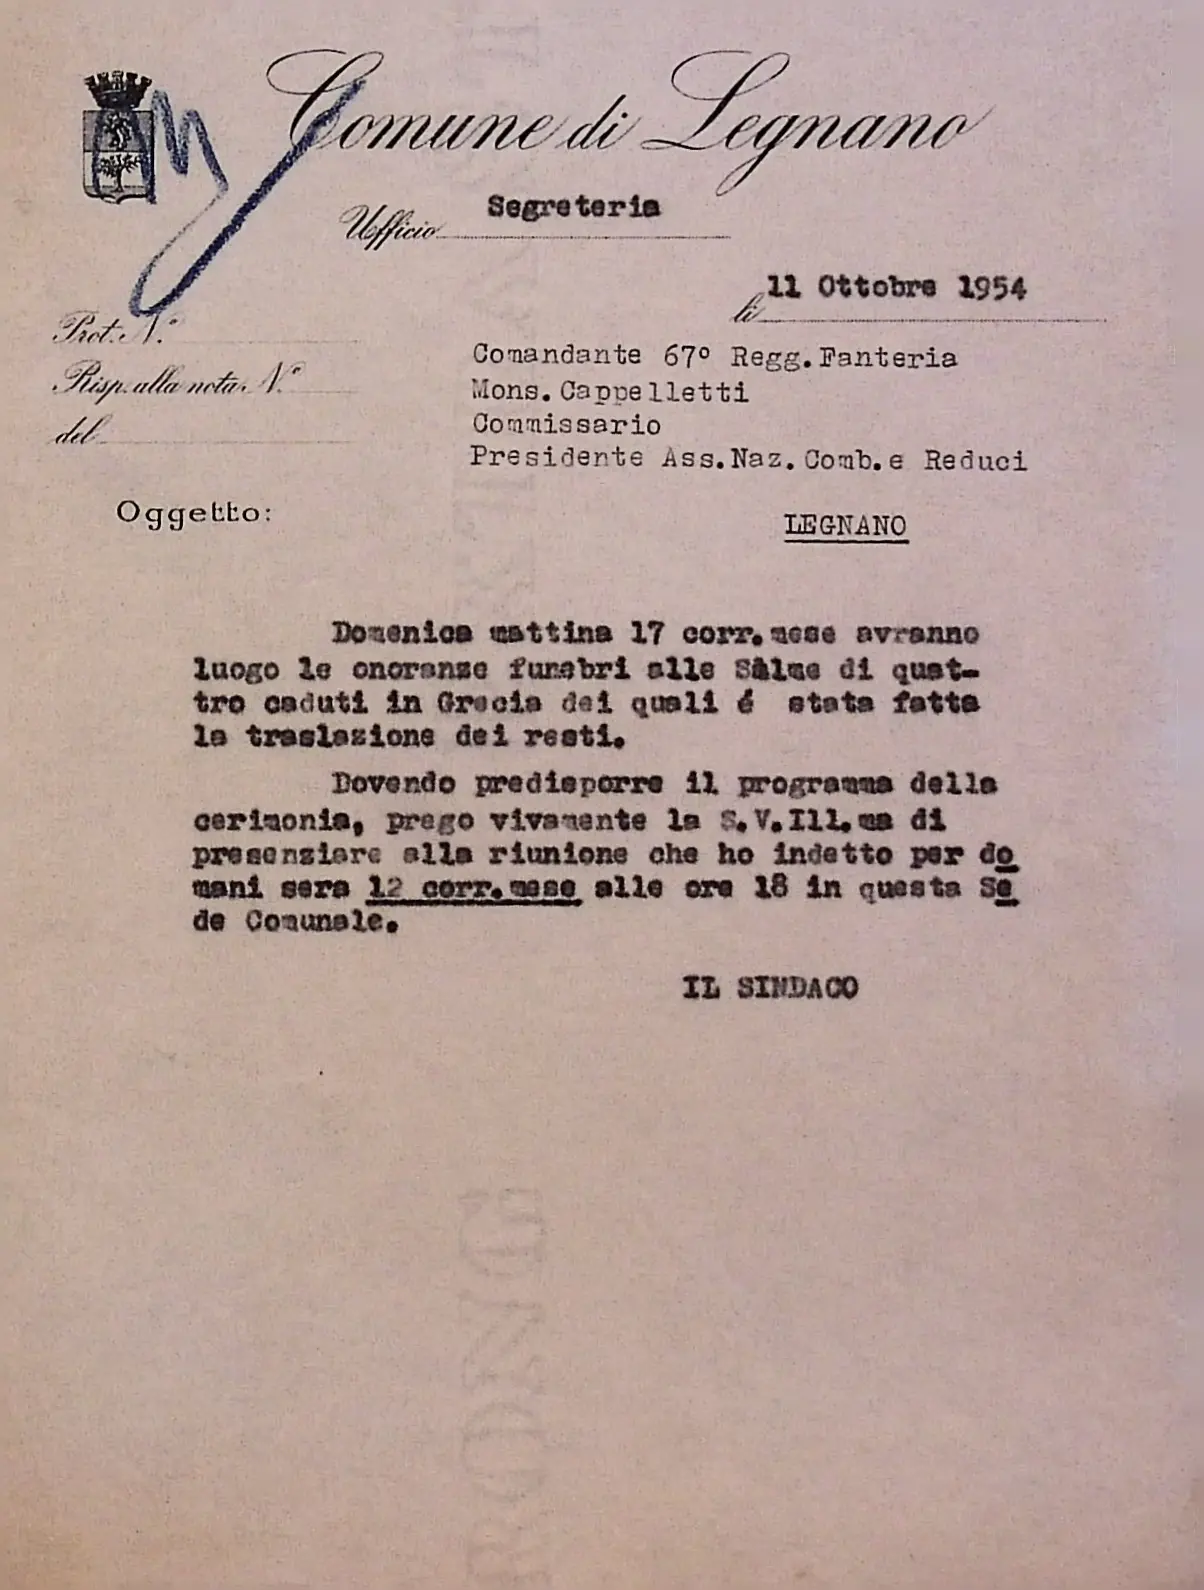 Comune di Legnano
Ufficio Segreteria
li 11 Ottobre 1954
Prot. N.°
Risp. alla nota N.°
del
Comandante 67° Regg.Fanteria
Mons.Cappelletti
Commissario
Presidente Ass.Naz.Comb.e Reduci
Oggetto:
LEGNANO
Domenica mattina 17 corr.mese avranno
luogo le onoranze funebri alle Salme di quat-
tro caduti in Grecia dei quali é stata fatta
la traslazione dei resti.
Dovendo predisporre il programma della
cerimonia, prego vivamente la S.V.Ill.ma di
presenziare alla riunione che ho indetto per do
mani sera 12 corr.mese alle ore 18 in questa Se
de Comunale.
IL SINDACO